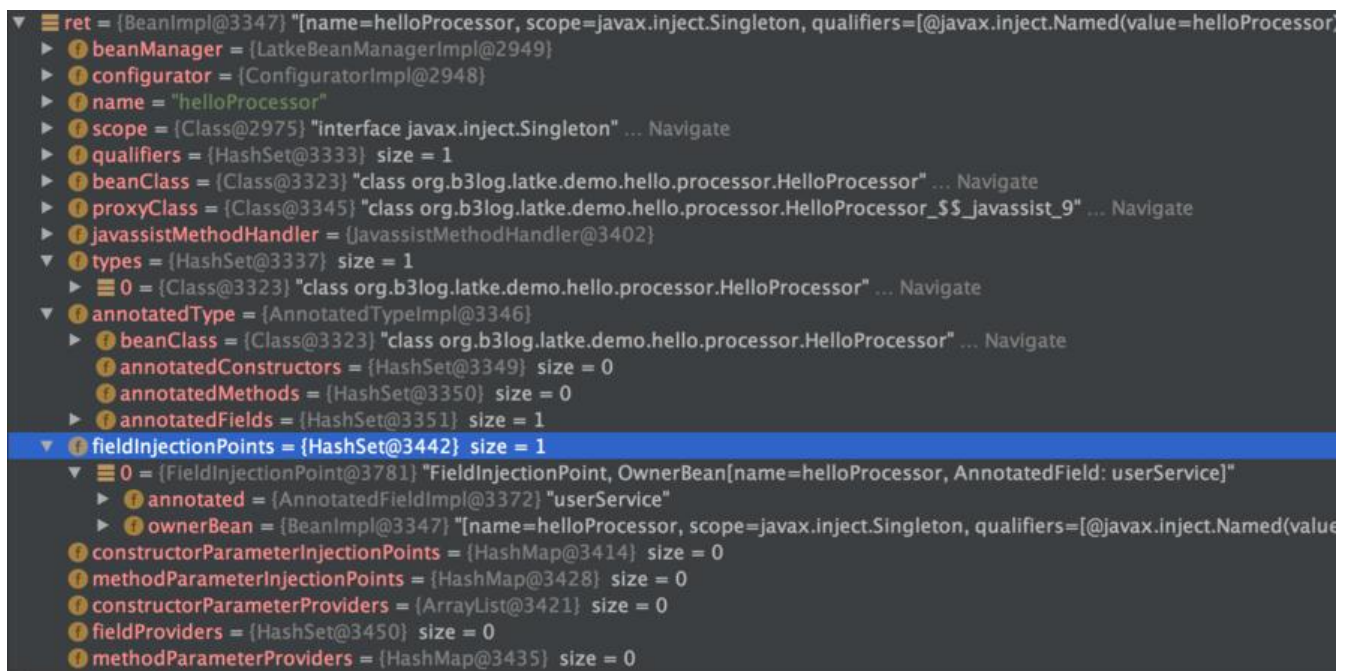 ret = {BeanImpl@3347} "[name=helloProcessor, scope=javax.inject.Singleton, qualifiers=[@javax.inject.Named(value=helloProcessor)
beanManager = {LatkeBeanManagerImpl@2949}
configurator = {ConfiguratorImpl@2948}
name = "helloProcessor"
scope = {Class@2975} "interface javax.inject.Singleton" ... Navigate
qualifiers = {HashSet@3333} size = 1
beanClass = {Class@3323} "class org.b3log.latke.demo.hello.processor.HelloProcessor" ... Navigate
proxyClass = {Class@3345} "class org.b3log.latke.demo.hello.processor.HelloProcessor_$$_javassist_9" ... Navigate
javassistMethodHandler = {JavassistMethodHandler@3402}
types = {HashSet@3337} size = 1
0 = {Class@3323} "class org.b3log.latke.demo.hello.processor.HelloProcessor" ... Navigate
annotatedType = {AnnotatedTypeImpl@3346}
beanClass = {Class@3323} "class org.b3log.latke.demo.hello.processor.HelloProcessor" ... Navigate
annotatedConstructors = {HashSet@3349} size = 0
annotatedMethods = {HashSet@3350} size = 0
annotatedFields = {HashSet@3351} size = 1
fieldInjectionPoints = {HashSet@3442} size = 1
0 = {FieldInjectionPoint@3781} "FieldInjectionPoint, OwnerBean[name=helloProcessor, AnnotatedField: userService]"
annotated = {AnnotatedFieldImpl@3372} "userService"
ownerBean = {BeanImpl@3347} "[name=helloProcessor, scope=javax.inject.Singleton, qualifiers=[@javax.inject.Named(value
constructorParameterInjectionPoints = {HashMap@3414} size = 0
methodParameterInjectionPoints = {HashMap@3428} size = 0
constructorParameterProviders = {ArrayList@3421} size = 0
fieldProviders = {HashSet@3450} size = 0
methodParameterProviders = {HashMap@3435} size = 0